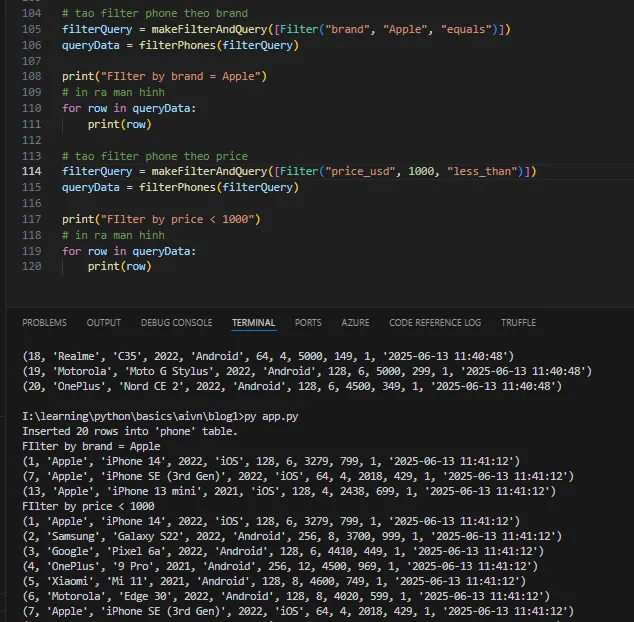 104 # tao filter phone theo brand
105 filterQuery = makeFilterAndQuery([Filter("brand", "Apple", "equals")])
106 queryData = filterPhones(filterQuery)
107
108 print("FIlter by brand = Apple")
109 # in ra man hinh
110 for row in queryData:
111     print(row)
112
113 # tao filter phone theo price
114 filterQuery = makeFilterAndQuery([Filter("price_usd", 1000, "less_than")])
115 queryData = filterPhones(filterQuery)
116
117 print("FIlter by price < 1000")
118 # in ra man hinh
119 for row in queryData:
120     print(row)
PROBLEMS OUTPUT DEBUG CONSOLE TERMINAL PORTS AZURE CODE REFERENCE LOG TRUFFLE
(18, 'Realme', 'C35', 2022, 'Android', 64, 4, 5000, 149, 1, '2025-06-13 11:40:48')
(19, 'Motorola', 'Moto G Stylus', 2022, 'Android', 128, 6, 5000, 299, 1, '2025-06-13 11:40:48')
(20, 'OnePlus', 'Nord CE 2', 2022, 'Android', 128, 6, 4500, 349, 1, '2025-06-13 11:40:48')
I:\learning\python\basics\aivn\blog1>py app.py
Inserted 20 rows into 'phone' table.
FIlter by brand = Apple
(1, 'Apple', 'iPhone 14', 2022, 'iOS', 128, 6, 3279, 799, 1, '2025-06-13 11:41:12')
(7, 'Apple', 'iPhone SE (3rd Gen)', 2022, 'iOS', 64, 4, 2018, 429, 1, '2025-06-13 11:41:12')
(13, 'Apple', 'iPhone 13 mini', 2021, 'iOS', 128, 4, 2438, 699, 1, '2025-06-13 11:41:12')
FIlter by price < 1000
(1, 'Apple', 'iPhone 14', 2022, 'iOS', 128, 6, 3279, 799, 1, '2025-06-13 11:41:12')
(2, 'Samsung', 'Galaxy S22', 2022, 'Android', 256, 8, 3700, 999, 1, '2025-06-13 11:41:12')
(3, 'Google', 'Pixel 6a', 2022, 'Android', 128, 6, 4410, 449, 1, '2025-06-13 11:41:12')
(4, 'OnePlus', '9 Pro', 2021, 'Android', 256, 12, 4500, 969, 1, '2025-06-13 11:41:12')
(5, 'Xiaomi', 'Mi 11', 2021, 'Android', 128, 8, 4600, 749, 1, '2025-06-13 11:41:12')
(6, 'Motorola', 'Edge 30', 2022, 'Android', 128, 8, 4020, 599, 1, '2025-06-13 11:41:12')
(7, 'Apple', 'iPhone SE (3rd Gen)', 2022, 'iOS', 64, 4, 2018, 429, 1, '2025-06-13 11:41:12')